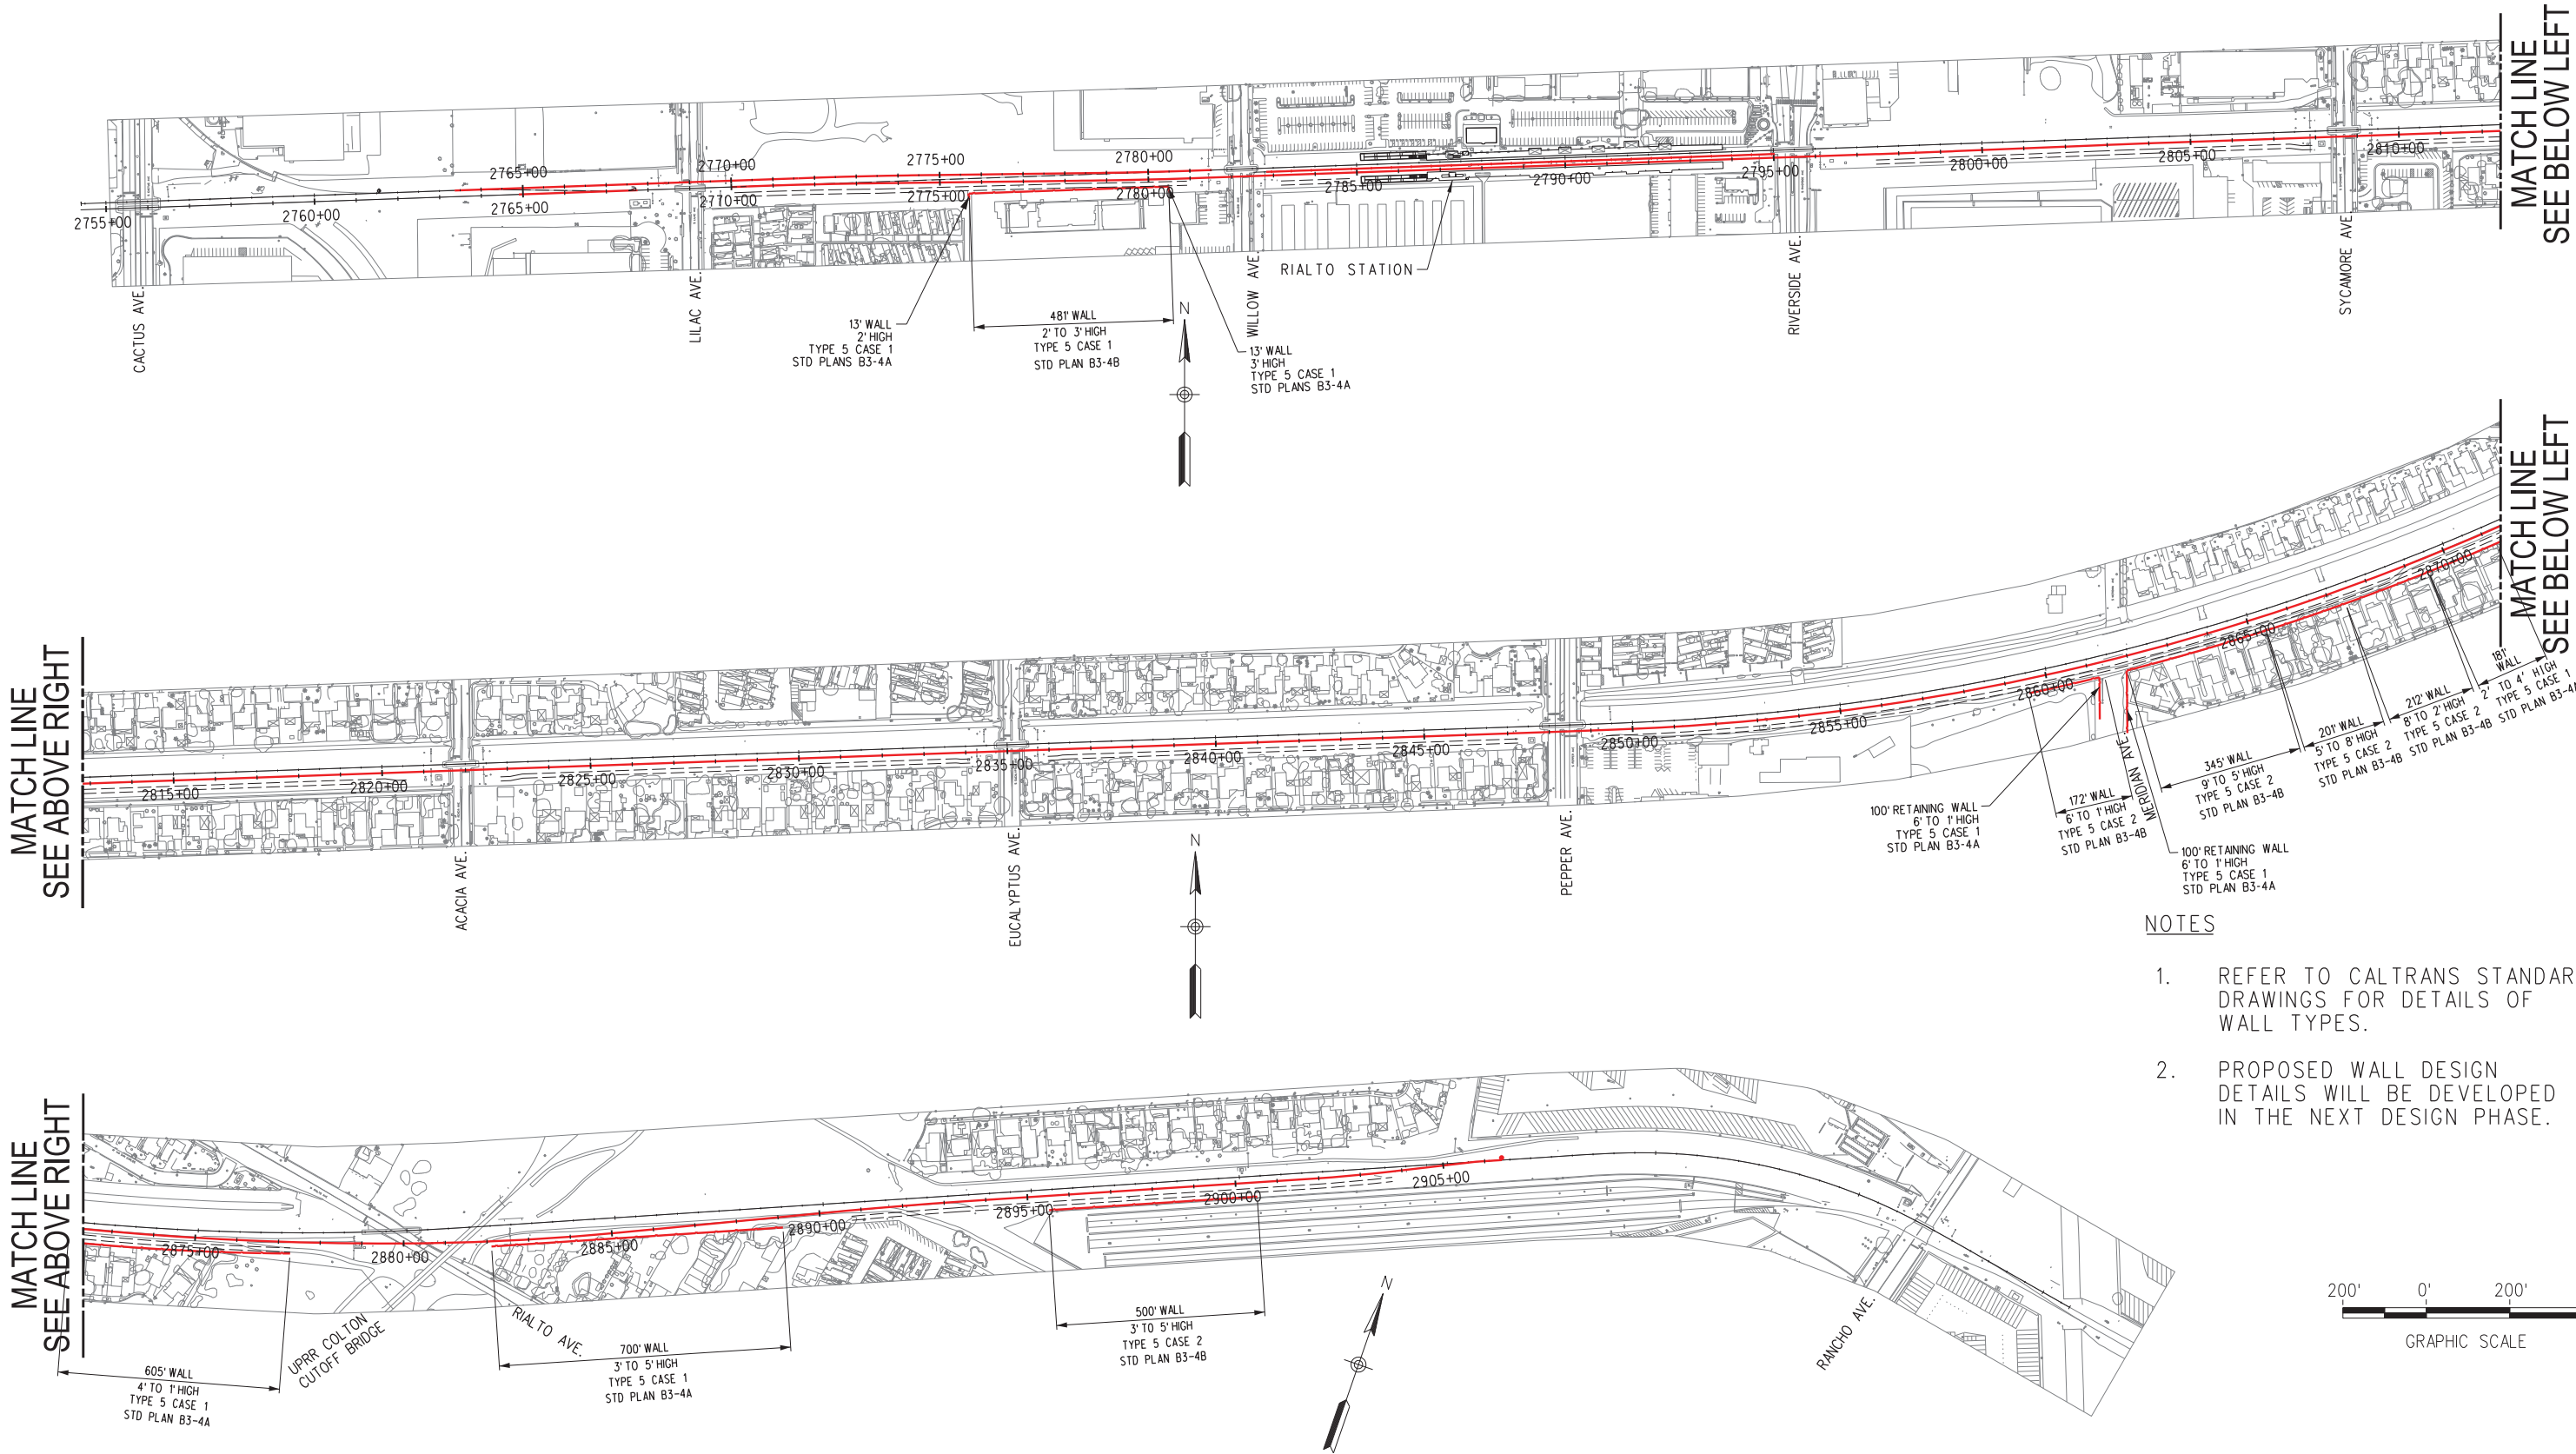 2755+00
2760+00
2765+00
2765+00
2770+00
2770+00
2775+00
2775+00
2780+00
2780+00
2785+00
2790+00
2795+00
2800+00
2805+00
2810+00
CACTUS AVE.
LILAC AVE.
WILLOW AVE.
RIALTO STATION
RIVERSIDE AVE.
SYCAMORE AVE.
MATCH LINE
SEE BELOW LEFT
13' WALL
2' HIGH
TYPE 5 CASE 1
STD PLANS B3-4A
481' WALL
2' TO 3' HIGH
TYPE 5 CASE 1
STD PLAN B3-4B
13' WALL
3' HIGH
TYPE 5 CASE 1
STD PLANS B3-4A
N
MATCH LINE
SEE ABOVE RIGHT
2815+00
2820+00
2825+00
2830+00
2835+00
2840+00
2845+00
2850+00
2855+00
2860+00
2865+00
2870+00
ACACIA AVE.
EUCALYPTUS AVE.
PEPPER AVE.
MERIDIAN AVE.
MATCH LINE
SEE BELOW LEFT
100' RETAINING WALL
6' TO 1' HIGH
TYPE 5 CASE 1
STD PLAN B3-4A
172' WALL
6' TO 1' HIGH
TYPE 5 CASE 2
STD PLAN B3-4B
100' RETAINING WALL
6' TO 1' HIGH
TYPE 5 CASE 1
STD PLAN B3-4A
345' WALL
9' TO 5' HIGH
TYPE 5 CASE 2
STD PLAN B3-4B
201' WALL
5' TO 8' HIGH
TYPE 5 CASE 2
STD PLAN B3-4B
212' WALL
8' TO 2' HIGH
TYPE 5 CASE 2
STD PLAN B3-4B
181'
WALL
2' TO 4' HIGH
TYPE 5 CASE 1
STD PLAN B3-4
N
NOTES
1. REFER TO CALTRANS STANDAR
DRAWINGS FOR DETAILS OF
WALL TYPES.
2. PROPOSED WALL DESIGN
DETAILS WILL BE DEVELOPED
IN THE NEXT DESIGN PHASE.
MATCH LINE
SEE ABOVE RIGHT
2875+00
2880+00
2885+00
2890+00
2895+00
2900+00
2905+00
605' WALL
4' TO 1' HIGH
TYPE 5 CASE 1
STD PLAN B3-4A
UPRR COLTON
CUTOFF BRIDGE
RIALTO AVE.
700' WALL
3' TO 5' HIGH
TYPE 5 CASE 1
STD PLAN B3-4A
500' WALL
3' TO 5' HIGH
TYPE 5 CASE 2
STD PLAN B3-4B
N
RANCHO AVE.
200' 0' 200'
GRAPHIC SCALE